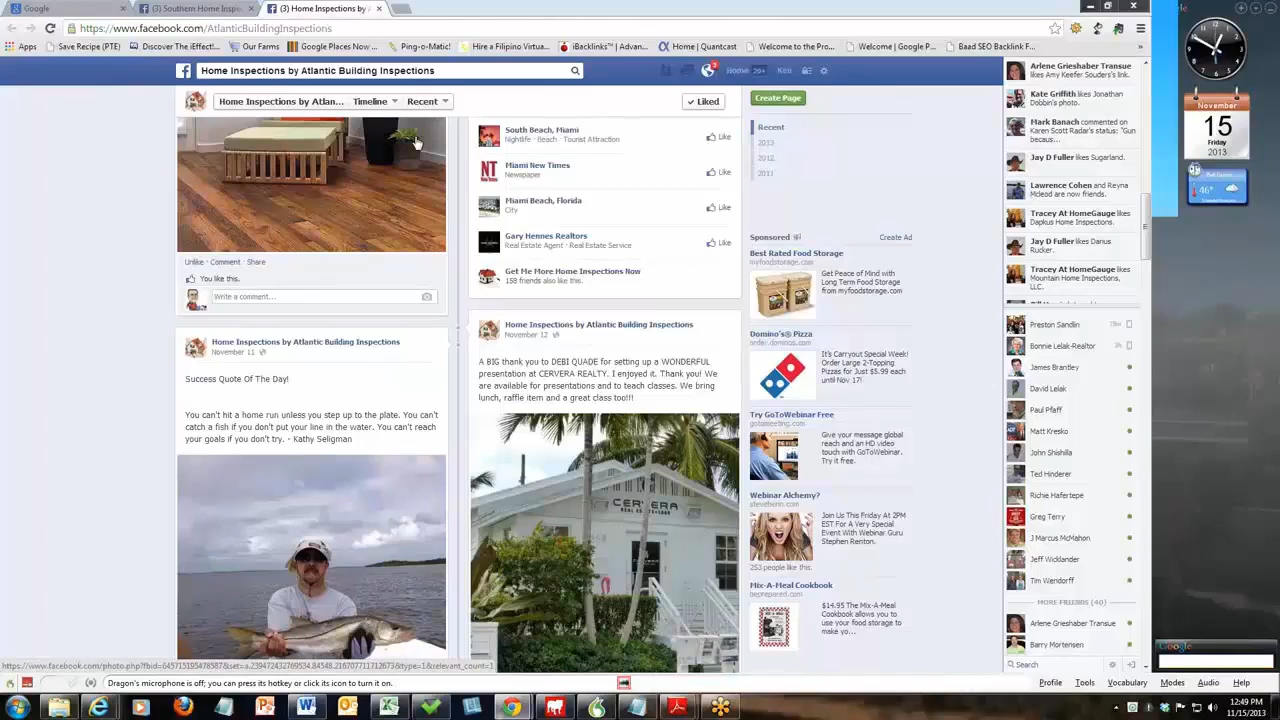 Google
(3) Southern Home Inspe
(3) Home Inspections by A
https://www.facebook.com/AtlanticBuildingInspections
Apps
Save Recipe (PTE)
Discover The iEffect!...
Our Farms
Google Places Now...
Ping-o-Matic!
Hire a Filipino Virtua...
iBacklinks™ | Advan...
Home | Quantcast
Welcome to the Pro...
Welcome | Google P...
Baad SEO Backlink F...
Home Inspections by Atlantic Building Inspections
Home 20+
Ken
Home Inspections by Atlan...
Timeline
Recent
Liked
Create Page
Unlike · Comment · Share
You like this.
Write a comment...
Home Inspections by Atlantic Building Inspections
November 11
Success Quote Of The Day!
You can't hit a home run unless you step up to the plate. You can't
catch a fish if you don't put your line in the water. You can't reach
your goals if you don't try. - Kathy Seligman
South Beach, Miami
Nightlife · Beach · Tourist Attraction
Like
Miami New Times
Newspaper
Like
Miami Beach, Florida
City
Like
Gary Hennes Realtors
Real Estate Agent · Real Estate Service
Like
Get Me More Home Inspections Now
158 friends also like this.
Home Inspections by Atlantic Building Inspections
November 12
A BIG thank you to DEBI QUADE for setting up a WONDERFUL
presentation at CERVERA REALTY. I enjoyed it. Thank you! We
are available for presentations and to teach classes. We bring
lunch, raffle item and a great class too!!!
CERVERA
Recent
2013
2012
2011
Sponsored
Create Ad
Best Rated Food Storage
myfoodstorage.com
Get Peace of Mind with
Long Term Food Storage
from myfoodstorage.com
Domino's® Pizza
order.dominos.com
It's Carryout Special Week!
Order Large 2-Topping
Pizzas for Just $5.99 each
until Nov 17!
Try GoToWebinar Free
gotomeeting.com
Give your message global
reach and an HD video
touch with GoToWebinar.
Try it free.
Webinar Alchemy?
stevehenn.com
Join Us This Friday At 2PM
EST For A Very Special
Event With Webinar Guru
Stephen Renton.
253 people like this.
Mix-A-Meal Cookbook
beprepared.com
$14.95 The Mix-A-Meal
Cookbook allows you to
use your food storage to
make yo...
Arlene Grieshaber Transue
likes Amy Keefer Souders's link.
Kate Griffith likes Jonathan
Dobbin's photo.
Mark Banach commented on
Karen Scott Radar's status: "Gun
becaus...
Jay D Fuller likes Sugarland.
Lawrence Cohen and Reyna
Mcleod are now friends.
Tracey At HomeGauge likes
Dapkus Home Inspections.
Jay D Fuller likes Darius
Rucker.
Tracey At HomeGauge likes
Mountain Home Inspections,
LLC.
Preston Sandlin
Bonnie Lelak-Realtor
James Brantley
David Lelak
Paul Pfaff
Matt Kresko
John Shishilla
Ted Hinderer
Richie Hafertepe
Greg Terry
J Marcus McMahon
Jeff Wicklander
Tim Wendorff
MORE FRIENDS (40)
Arlene Grieshaber Transue
Barry Mortensen
Search
November
15
Friday
2013
46°
Google
Dragon's microphone is off; you can press its hotkey or click its icon to turn it on.
Profile
Tools
Vocabulary
Modes
Audio
Help
12:49 PM
11/15/2013